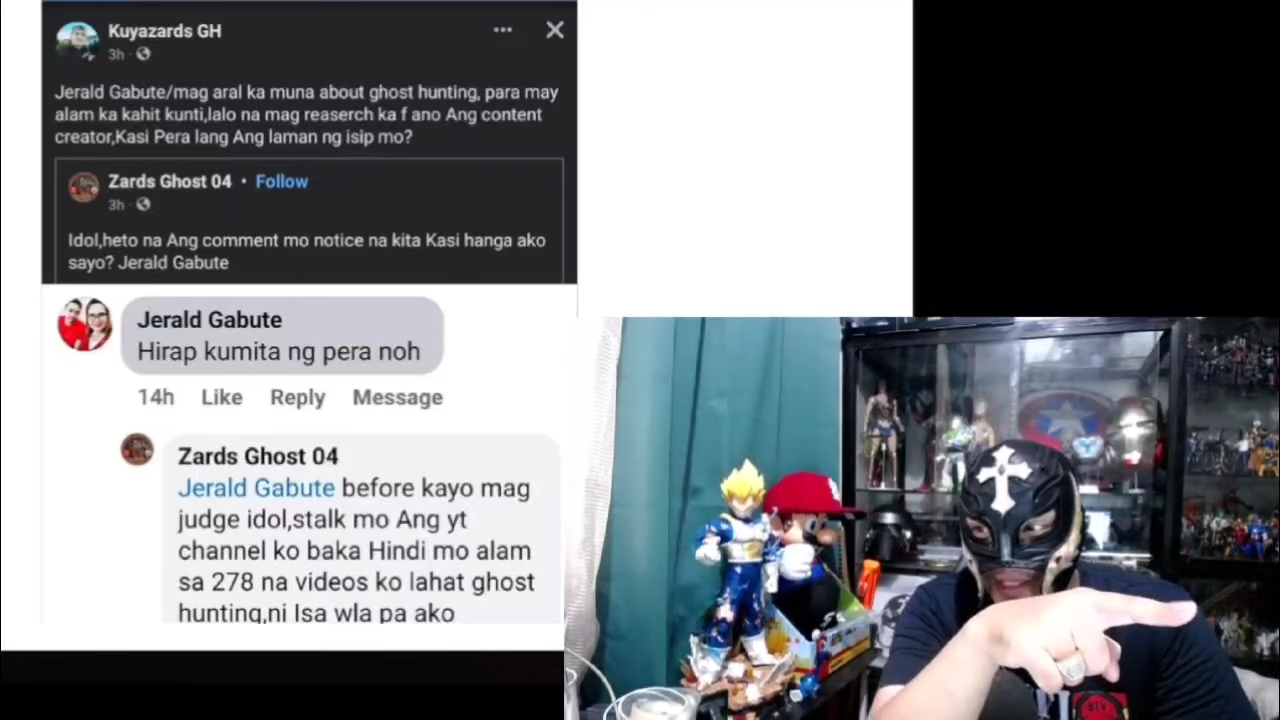 Kuyazards GH
3h
Jerald Gabute/mag aral ka muna about ghost hunting, para may
alam ka kahit kunti,lalo na mag reaserch ka f ano Ang content
creator,Kasi Pera lang Ang laman ng isip mo?
Zards Ghost 04 • Follow
3h
Idol,heto na Ang comment mo notice na kita Kasi hanga ako
sayo? Jerald Gabute
Jerald Gabute
Hirap kumita ng pera noh
14h Like Reply Message
Zards Ghost 04
Jerald Gabute before kayo mag
judge idol,stalk mo Ang yt
channel ko baka Hindi mo alam
sa 278 na videos ko lahat ghost
hunting,ni Isa wla pa ako